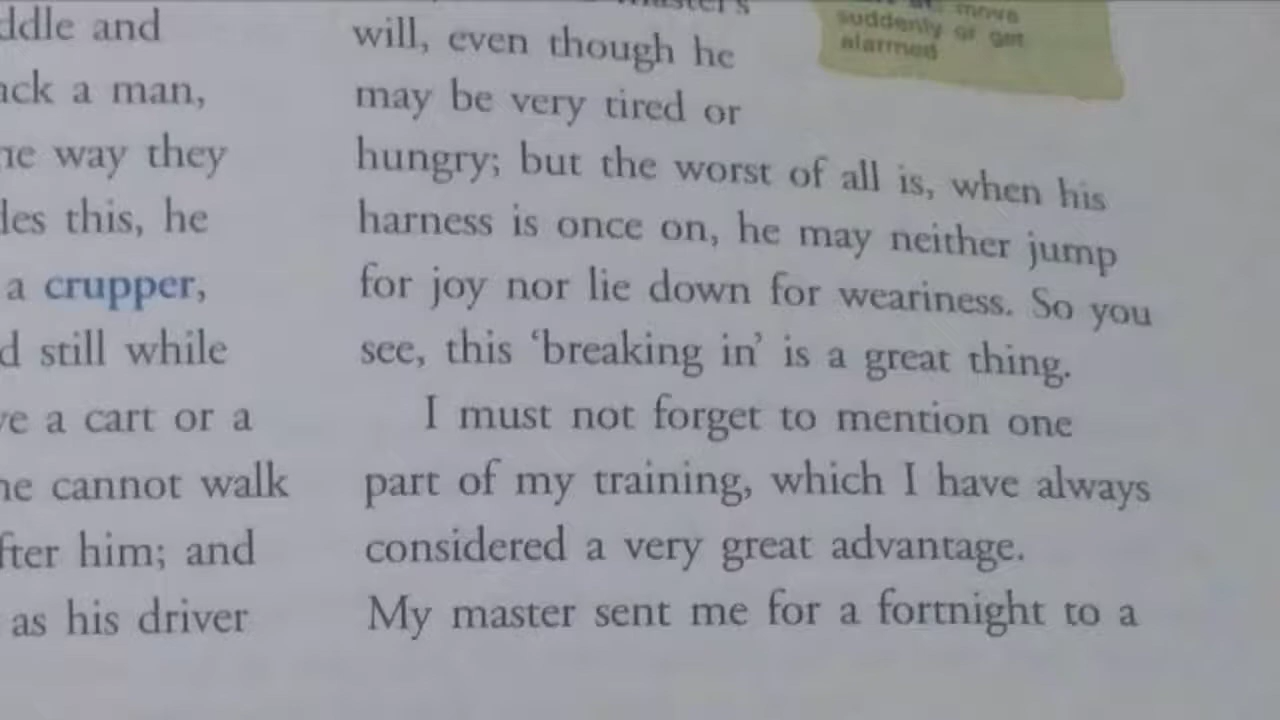 ddle and
ack a man,
he way they
les this, he
a crupper,
d still while
ve a cart or a
he cannot walk
fter him; and
as his driver
will, even though he
may be very tired or
hungry; but the worst of all is, when his
harness is once on, he may neither jump
for joy nor lie down for weariness. So you
see, this ‘breaking in’ is a great thing.
I must not forget to mention one
part of my training, which I have always
considered a very great advantage.
My master sent me for a fortnight to a
move
suddenly or get
alarmed